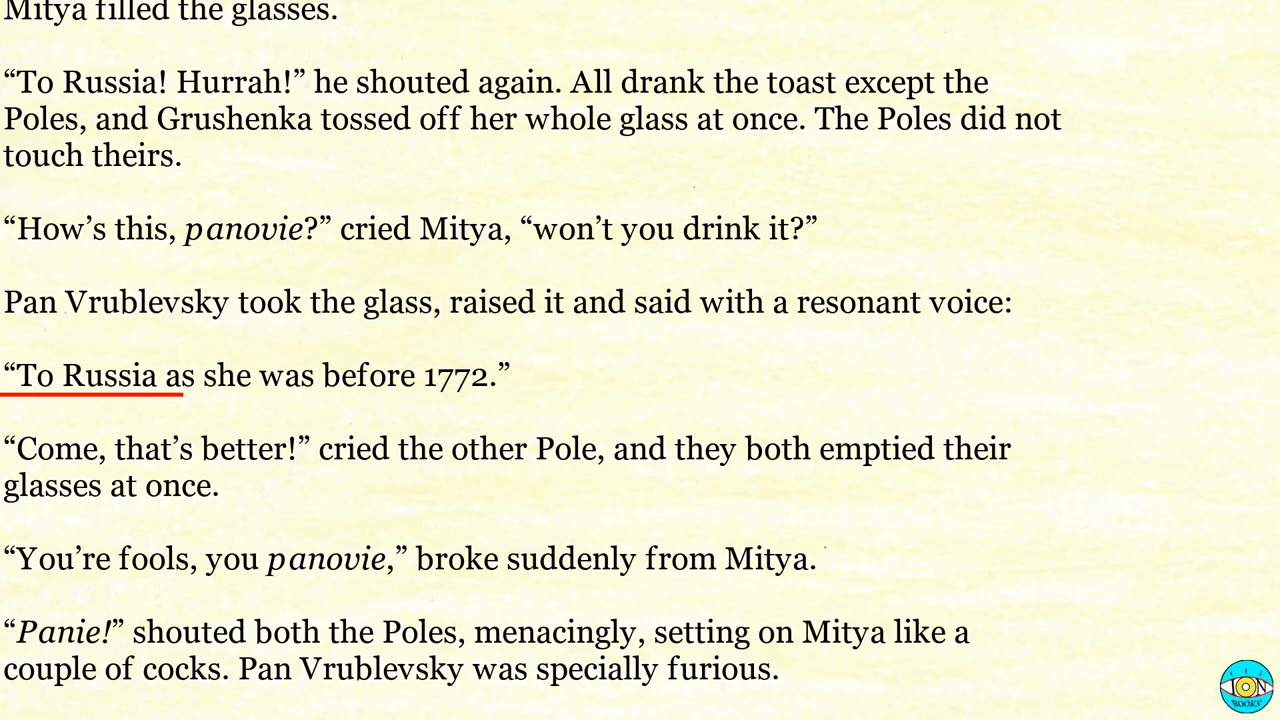 Mitya filled the glasses.
“To Russia! Hurrah!” he shouted again. All drank the toast except the
Poles, and Grushenka tossed off her whole glass at once. The Poles did not
touch theirs.
“How’s this, panovie?” cried Mitya, “won’t you drink it?”
Pan Vrublevsky took the glass, raised it and said with a resonant voice:
“To Russia as she was before 1772.”
“Come, that’s better!” cried the other Pole, and they both emptied their
glasses at once.
“You’re fools, you panovie,” broke suddenly from Mitya.
“Panie!” shouted both the Poles, menacingly, setting on Mitya like a
couple of cocks. Pan Vrublevsky was specially furious.
ION
BOOKS